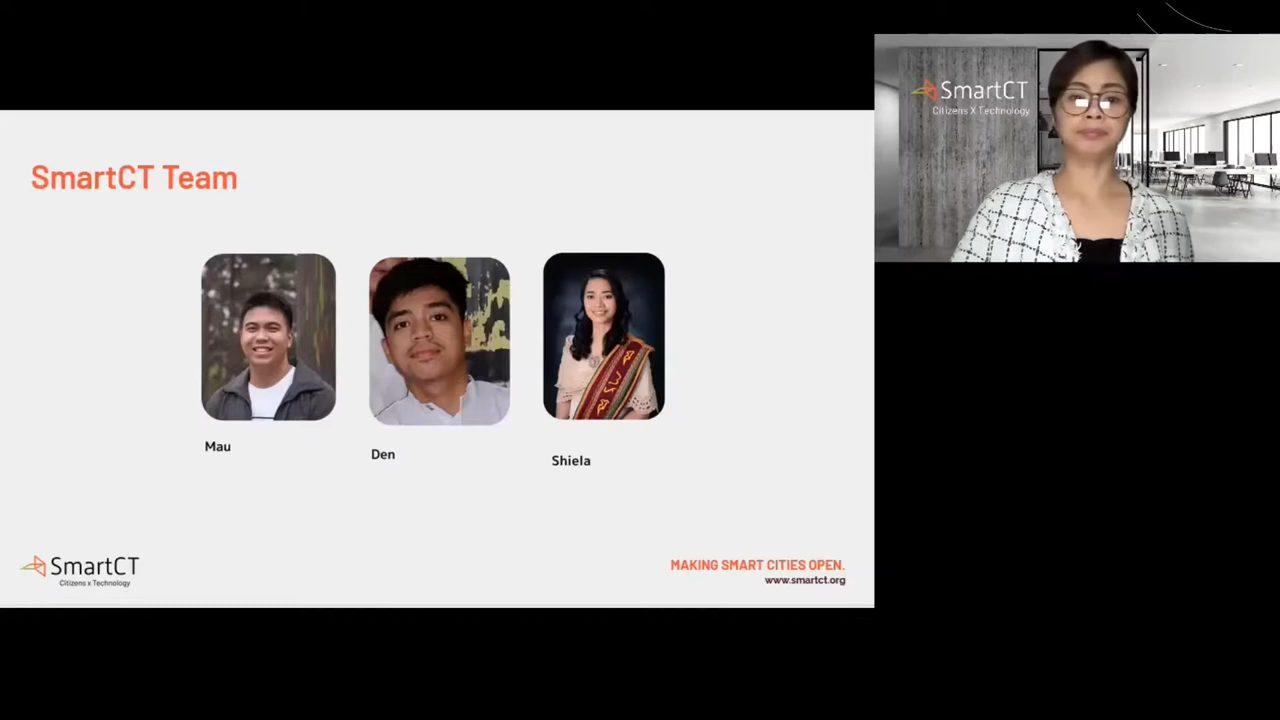 SmartCT Team
Mau
Den
Shiela
SmartCT
Citizens x Technology
MAKING SMART CITIES OPEN.
www.smartct.org
SmartCT
Citizens X Technology